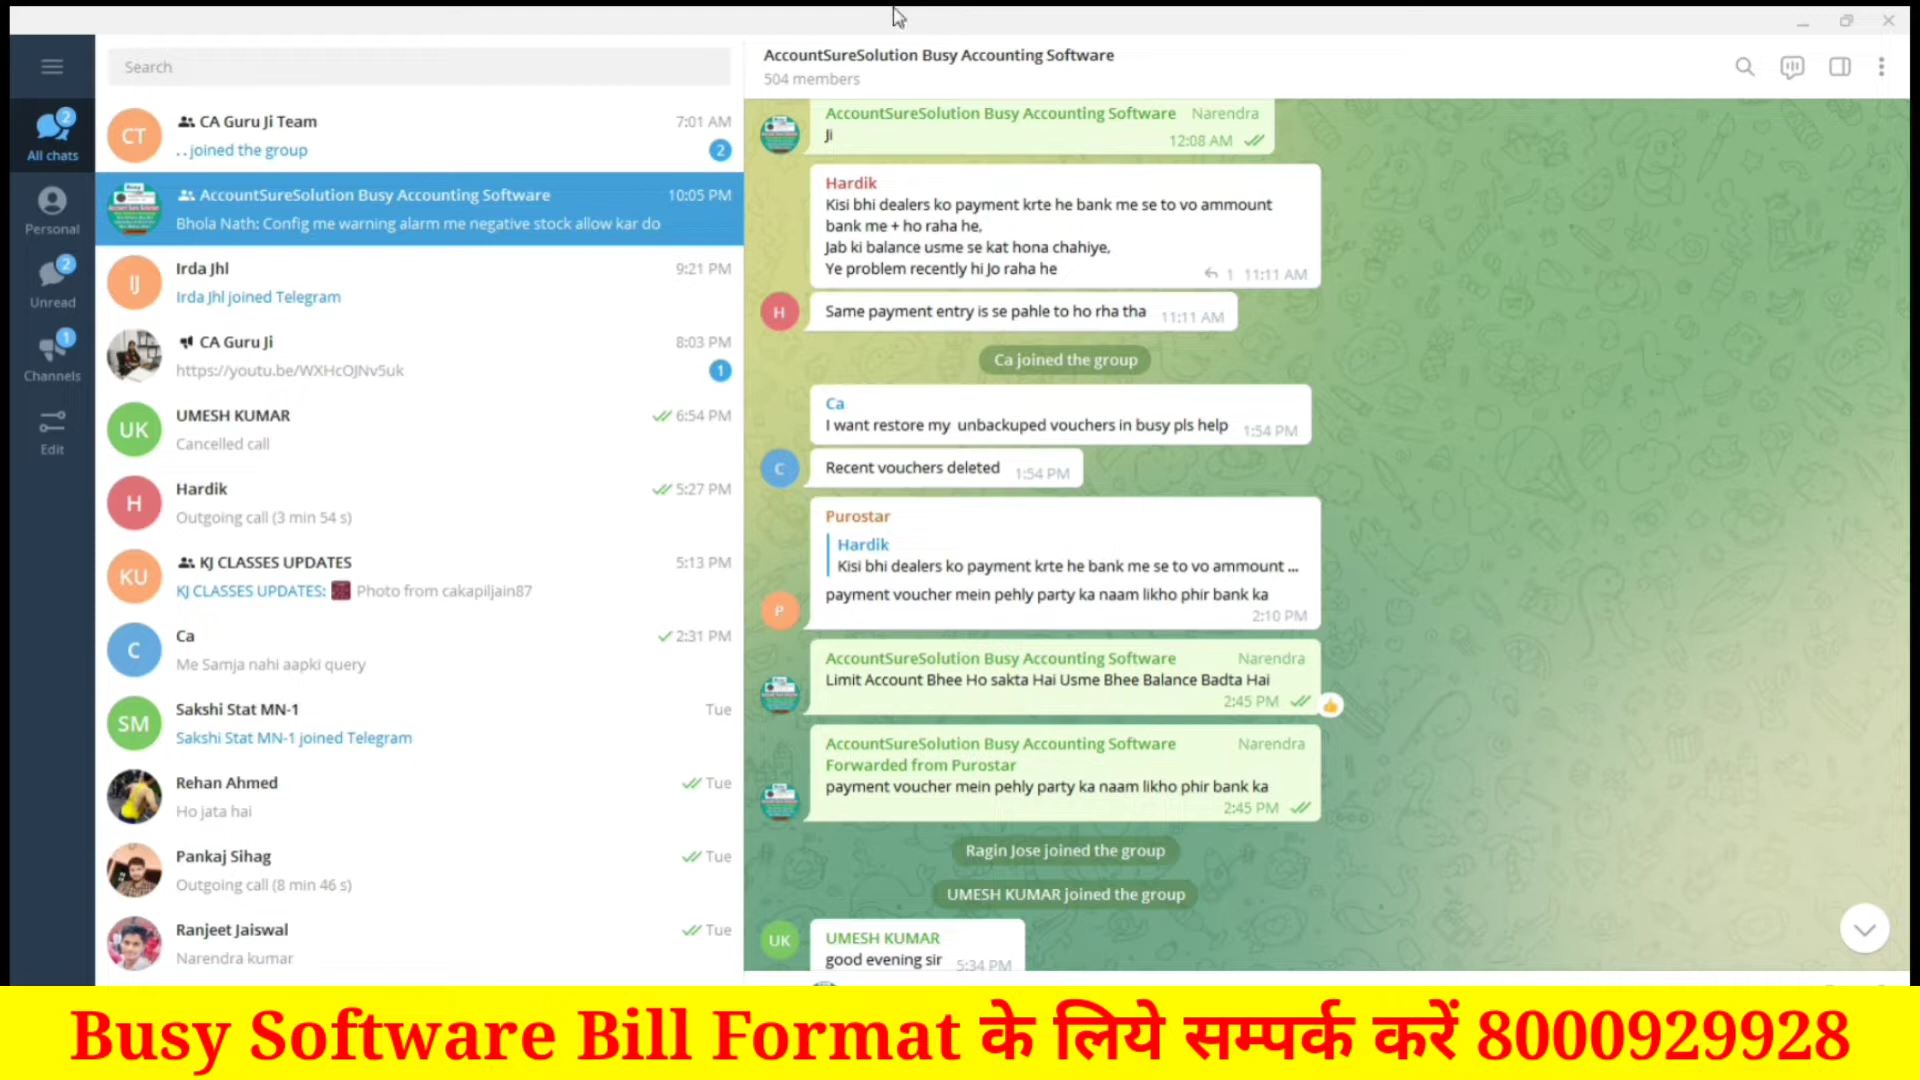 Search
All chats
2
Personal
Unread
2
Channels
1
Edit
CT
CA Guru Ji Team
7:01 AM
. . joined the group
2
AccountSureSolution Busy Accounting Software
10:05 PM
Bhola Nath: Config me warning alarm me negative stock allow kar do
IJ
Irda Jhl
9:21 PM
Irda Jhl joined Telegram
CA Guru Ji
8:03 PM
https://youtu.be/WXHcOJNv5uk
1
UK
UMESH KUMAR
6:54 PM
Cancelled call
H
Hardik
5:27 PM
Outgoing call (3 min 54 s)
KU
KJ CLASSES UPDATES
5:13 PM
KJ CLASSES UPDATES: Photo from cakapiljain87
C
Ca
2:31 PM
Me Samja nahi aapki query
SM
Sakshi Stat MN-1
Tue
Sakshi Stat MN-1 joined Telegram
Rehan Ahmed
Tue
Ho jata hai
Pankaj Sihag
Tue
Outgoing call (8 min 46 s)
Ranjeet Jaiswal
Tue
Narendra kumar
AccountSureSolution Busy Accounting Software
504 members
AccountSureSolution Busy Accounting Software Narendra
Ji
12:08 AM
Hardik
Kisi bhi dealers ko payment krte he bank me se to vo ammount
bank me + ho raha he,
Jab ki balance usme se kat hona chahiye,
Ye problem recently hi Jo raha he
1 11:11 AM
H
Same payment entry is se pahle to ho rha tha 11:11 AM
Ca joined the group
Ca
I want restore my unbackuped vouchers in busy pls help 1:54 PM
C
Recent vouchers deleted 1:54 PM
Purostar
Hardik
Kisi bhi dealers ko payment krte he bank me se to vo ammount ...
payment voucher mein pehly party ka naam likho phir bank ka
2:10 PM
P
AccountSureSolution Busy Accounting Software Narendra
Limit Account Bhee Ho sakta Hai Usme Bhee Balance Badta Hai
2:45 PM
AccountSureSolution Busy Accounting Software Narendra
Forwarded from Purostar
payment voucher mein pehly party ka naam likho phir bank ka
2:45 PM
Ragin Jose joined the group
UMESH KUMAR joined the group
UK
UMESH KUMAR
good evening sir 5:34 PM
Busy Software Bill Format के लिये सम्पर्क करें 8000929928